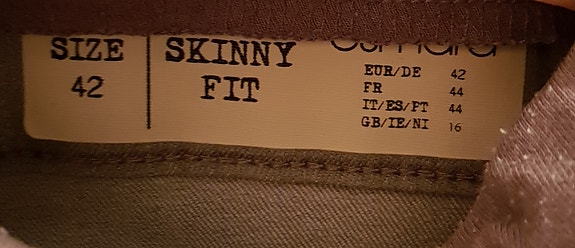 SIZE
42
SKINNY
FIT
EUR/DE 42
FR 44
IT/ES/PT 44
GB/IE/NI 16